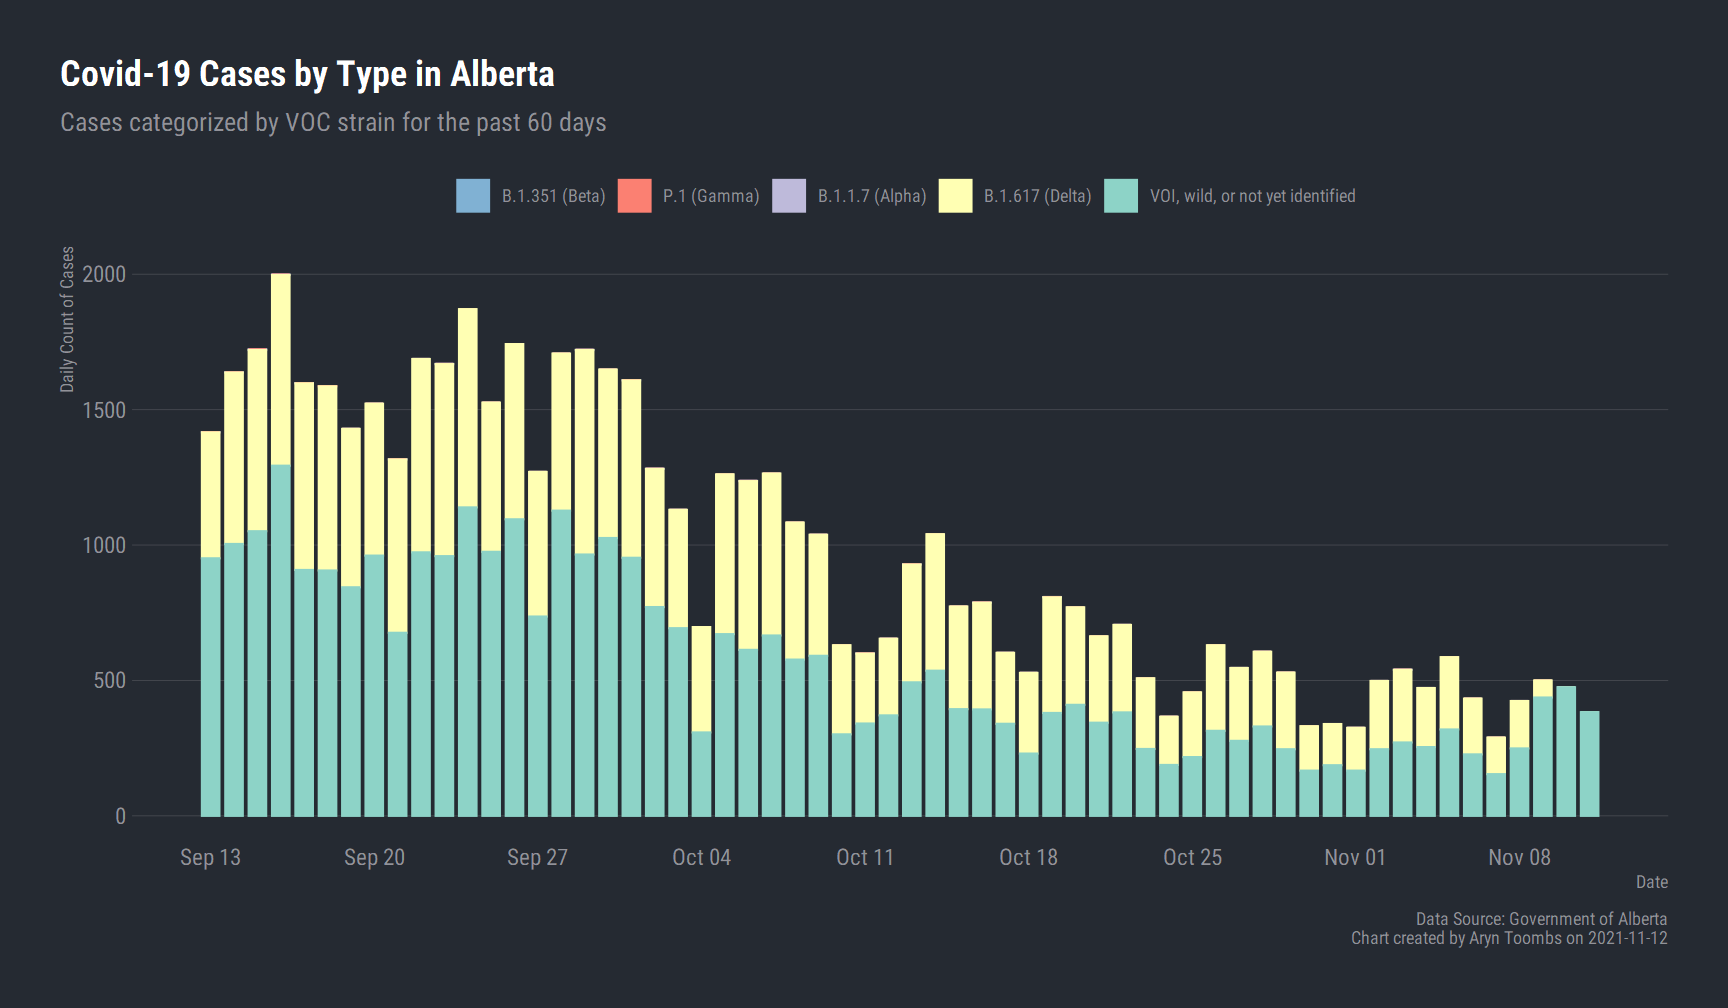 Covid-19 Cases by Type in Alberta
Cases categorized by VOC strain for the past 60 days
B.1.351 (Beta) P.1 (Gamma) B.1.1.7 (Alpha) B.1.617 (Delta) VOI, wild, or not yet identified
Daily Count of Cases
2000
1500
1000
500
0
Sep 13 Sep 20 Sep 27 Oct 04 Oct 11 Oct 18 Oct 25 Nov 01 Nov 08
Date
Data Source: Government of Alberta
Chart created by Aryn Toombs on 2021-11-12